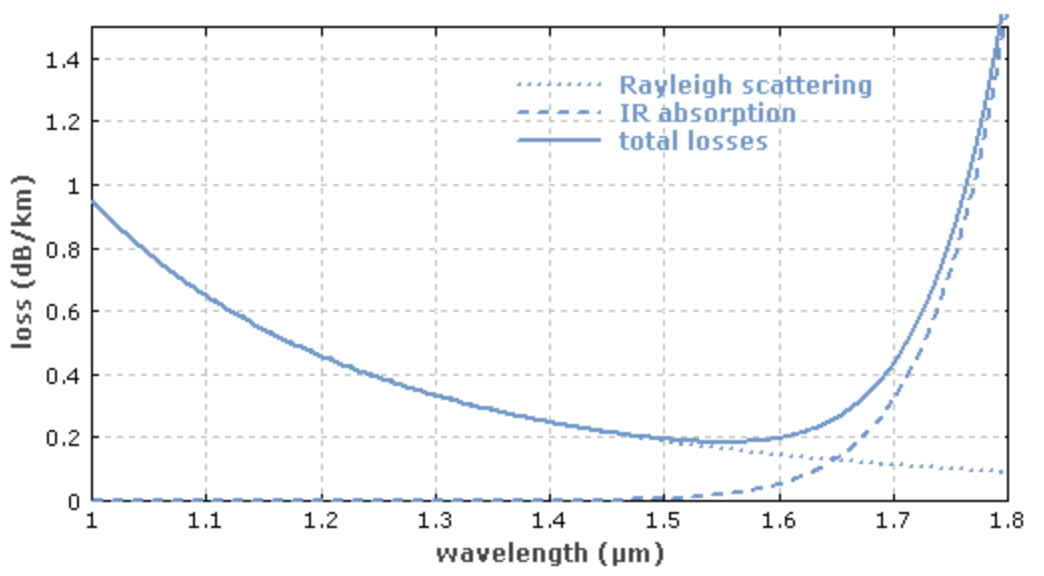 1.4
1.2
1
0.8
0.6
0.4
0.2
0
Rayleigh scattering
IR absorption
total losses
loss (dB/km)
1 1.1 1.2 1.3 1.4 1.5 1.6 1.7 1.8
wavelength (μm)